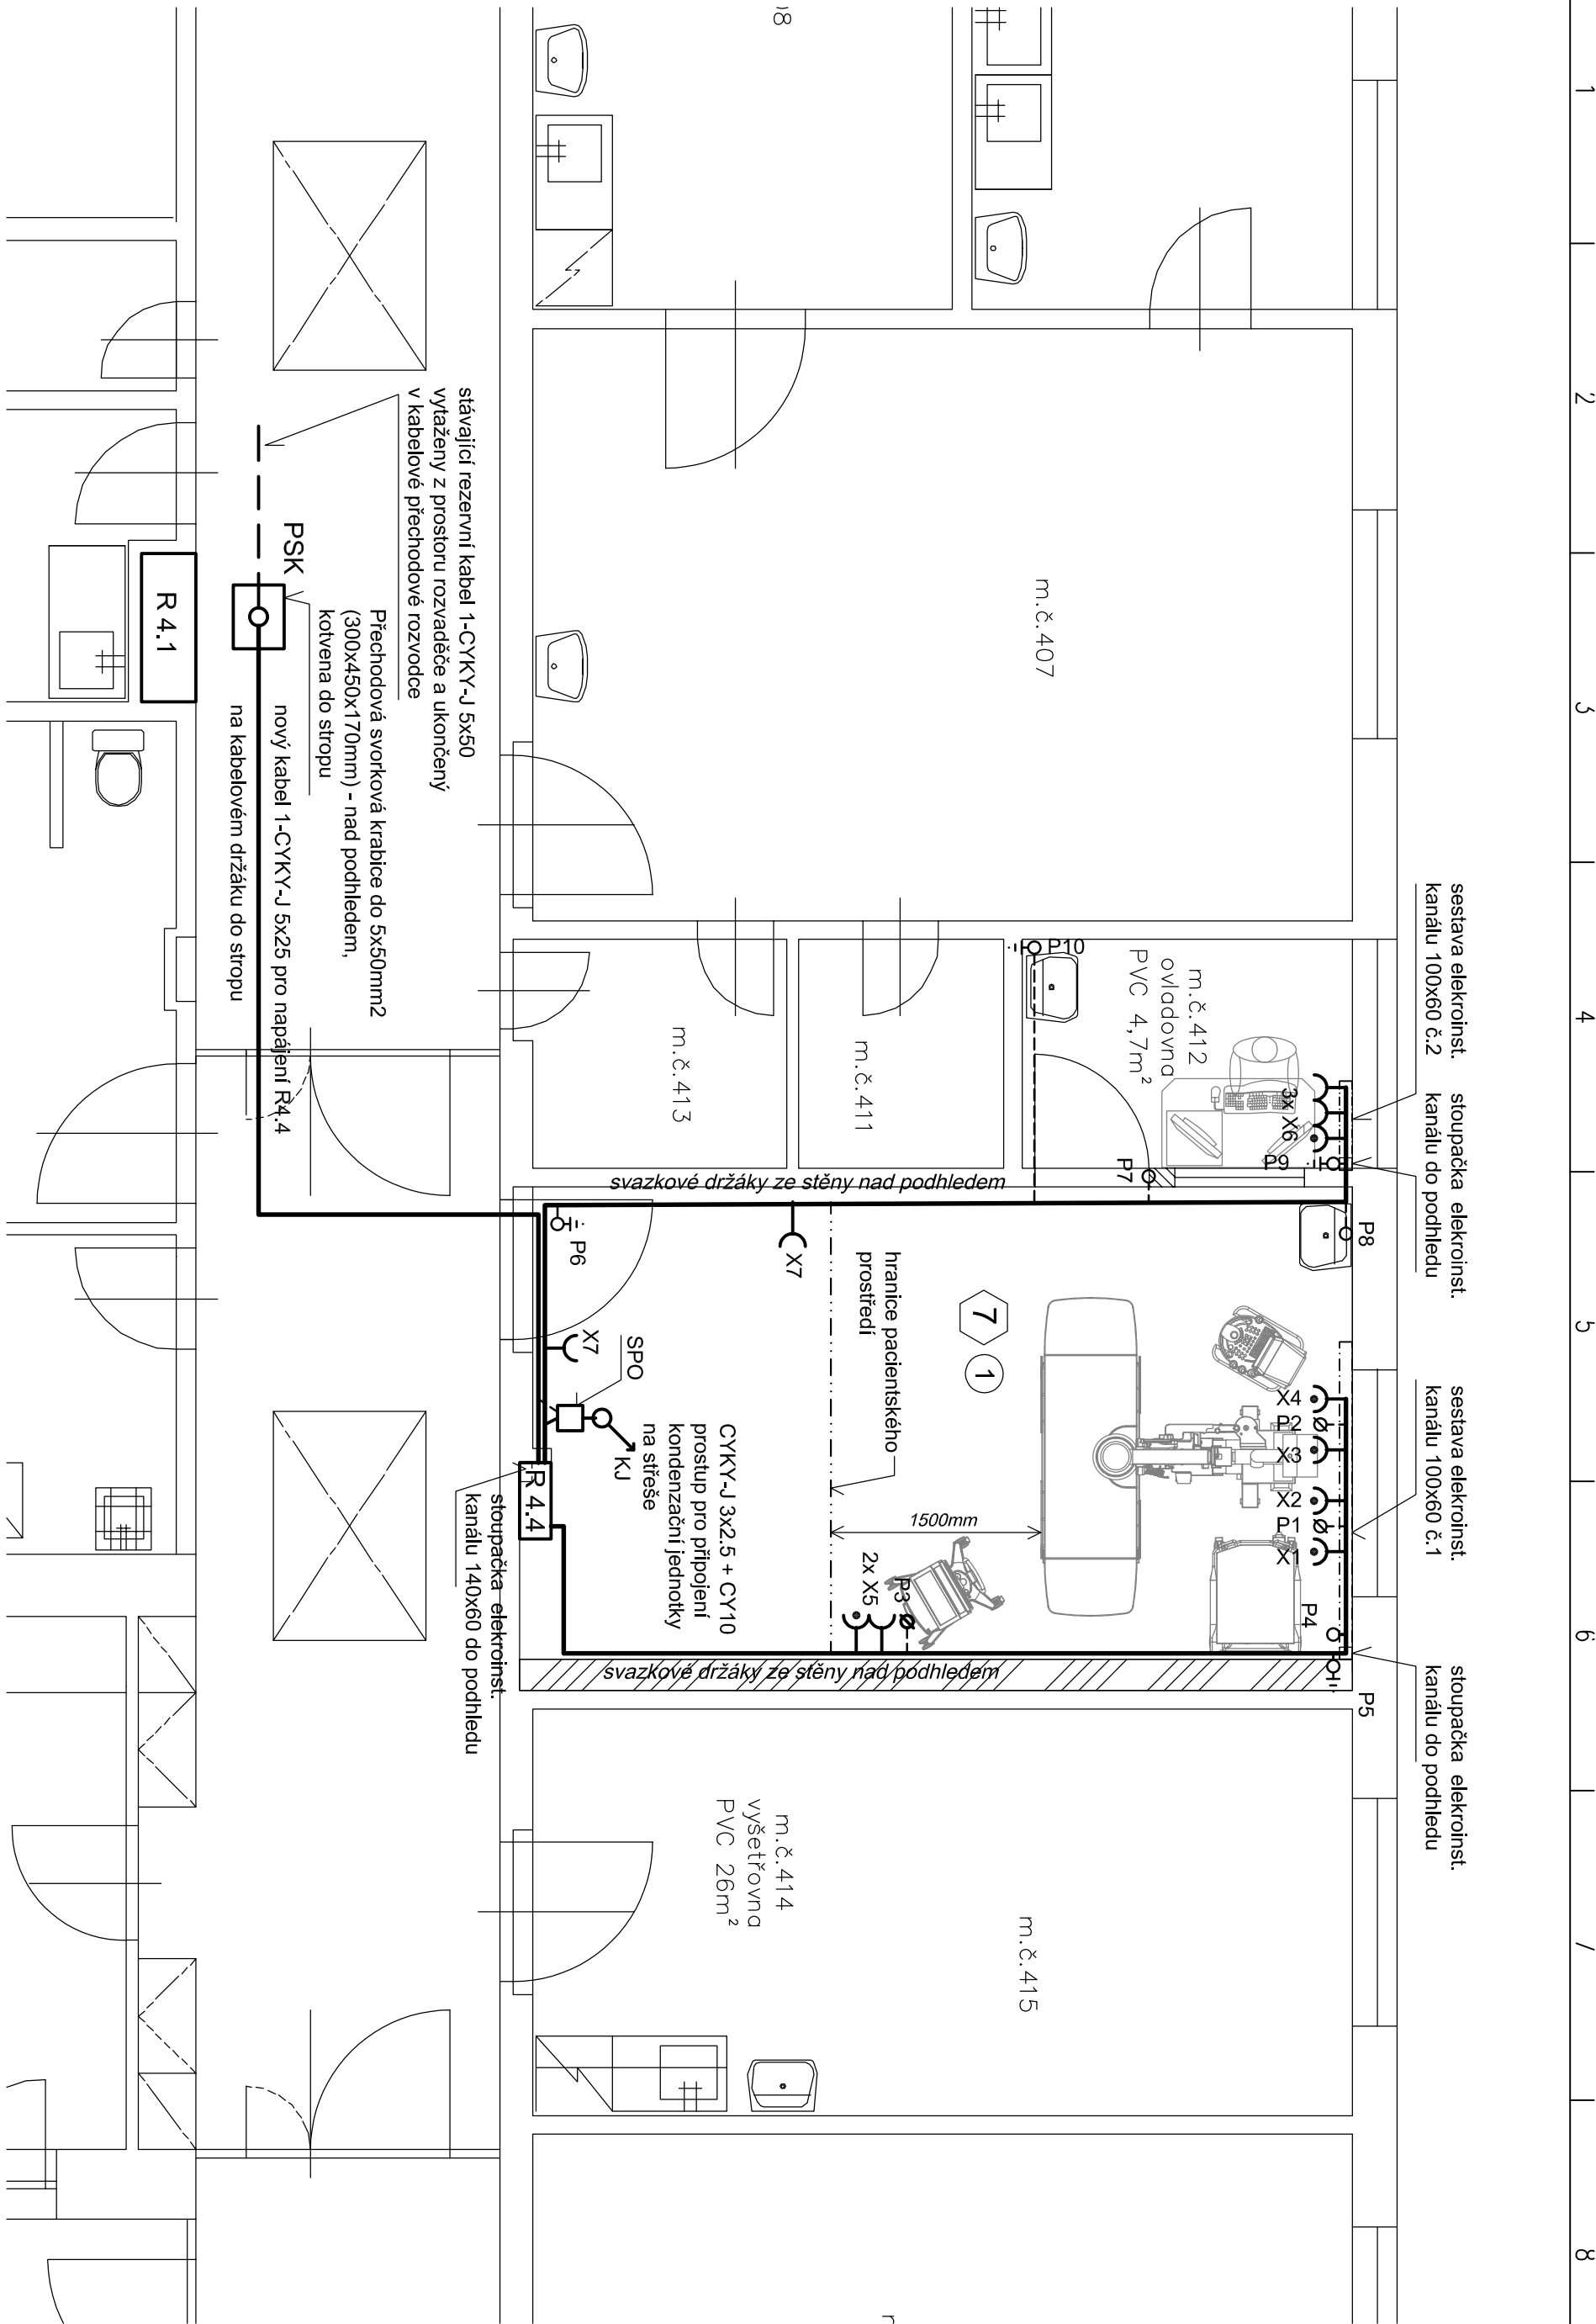 1
2
3
4
5
6
7
8
sestava elekroinst.
kanálu 100x60 č.2
stoupačka elekroinst.
kanálu do podhledu
sestava elekroinst.
kanálu 100x60 č.1
stoupačka elekroinst.
kanálu do podhledu
m.č.407
P10
m.č.412
ovladovna
PVC 4,7m²
3x X6
P9
P7
P8
m.č.411
m.č.413
svazkové držáky ze stěny nad podhledem
X7
P6
hranice pacientského
prostředí
7
1
X4
P2
X3
X2
P1
X1
P4
P5
1500mm
P3
2x X5
X7
SPO
KJ
CYKY-J 3x2.5 + CY10
prostup pro připojení
kondenzační jednotky
na střeše
R 4.4
stoupačka elekroinst.
kanálu 140x60 do podhledu
svazkové držáky ze stěny nad podhledem
m.č.414
vyšetřovna
PVC 26m²
m.č.415
stávající rezervní kabel 1-CYKY-J 5x50
vytaženy z prostoru rozvaděče a ukončený
v kabelové přechodové rozvodce
PSK
Přechodová svorková krabice do 5x50mm2
(300x450x170mm) - nad podhledem,
kotvena do stropu
nový kabel 1-CYKY-J 5x25 pro napájení R4.4
na kabelovém držáku do stropu
R 4.1